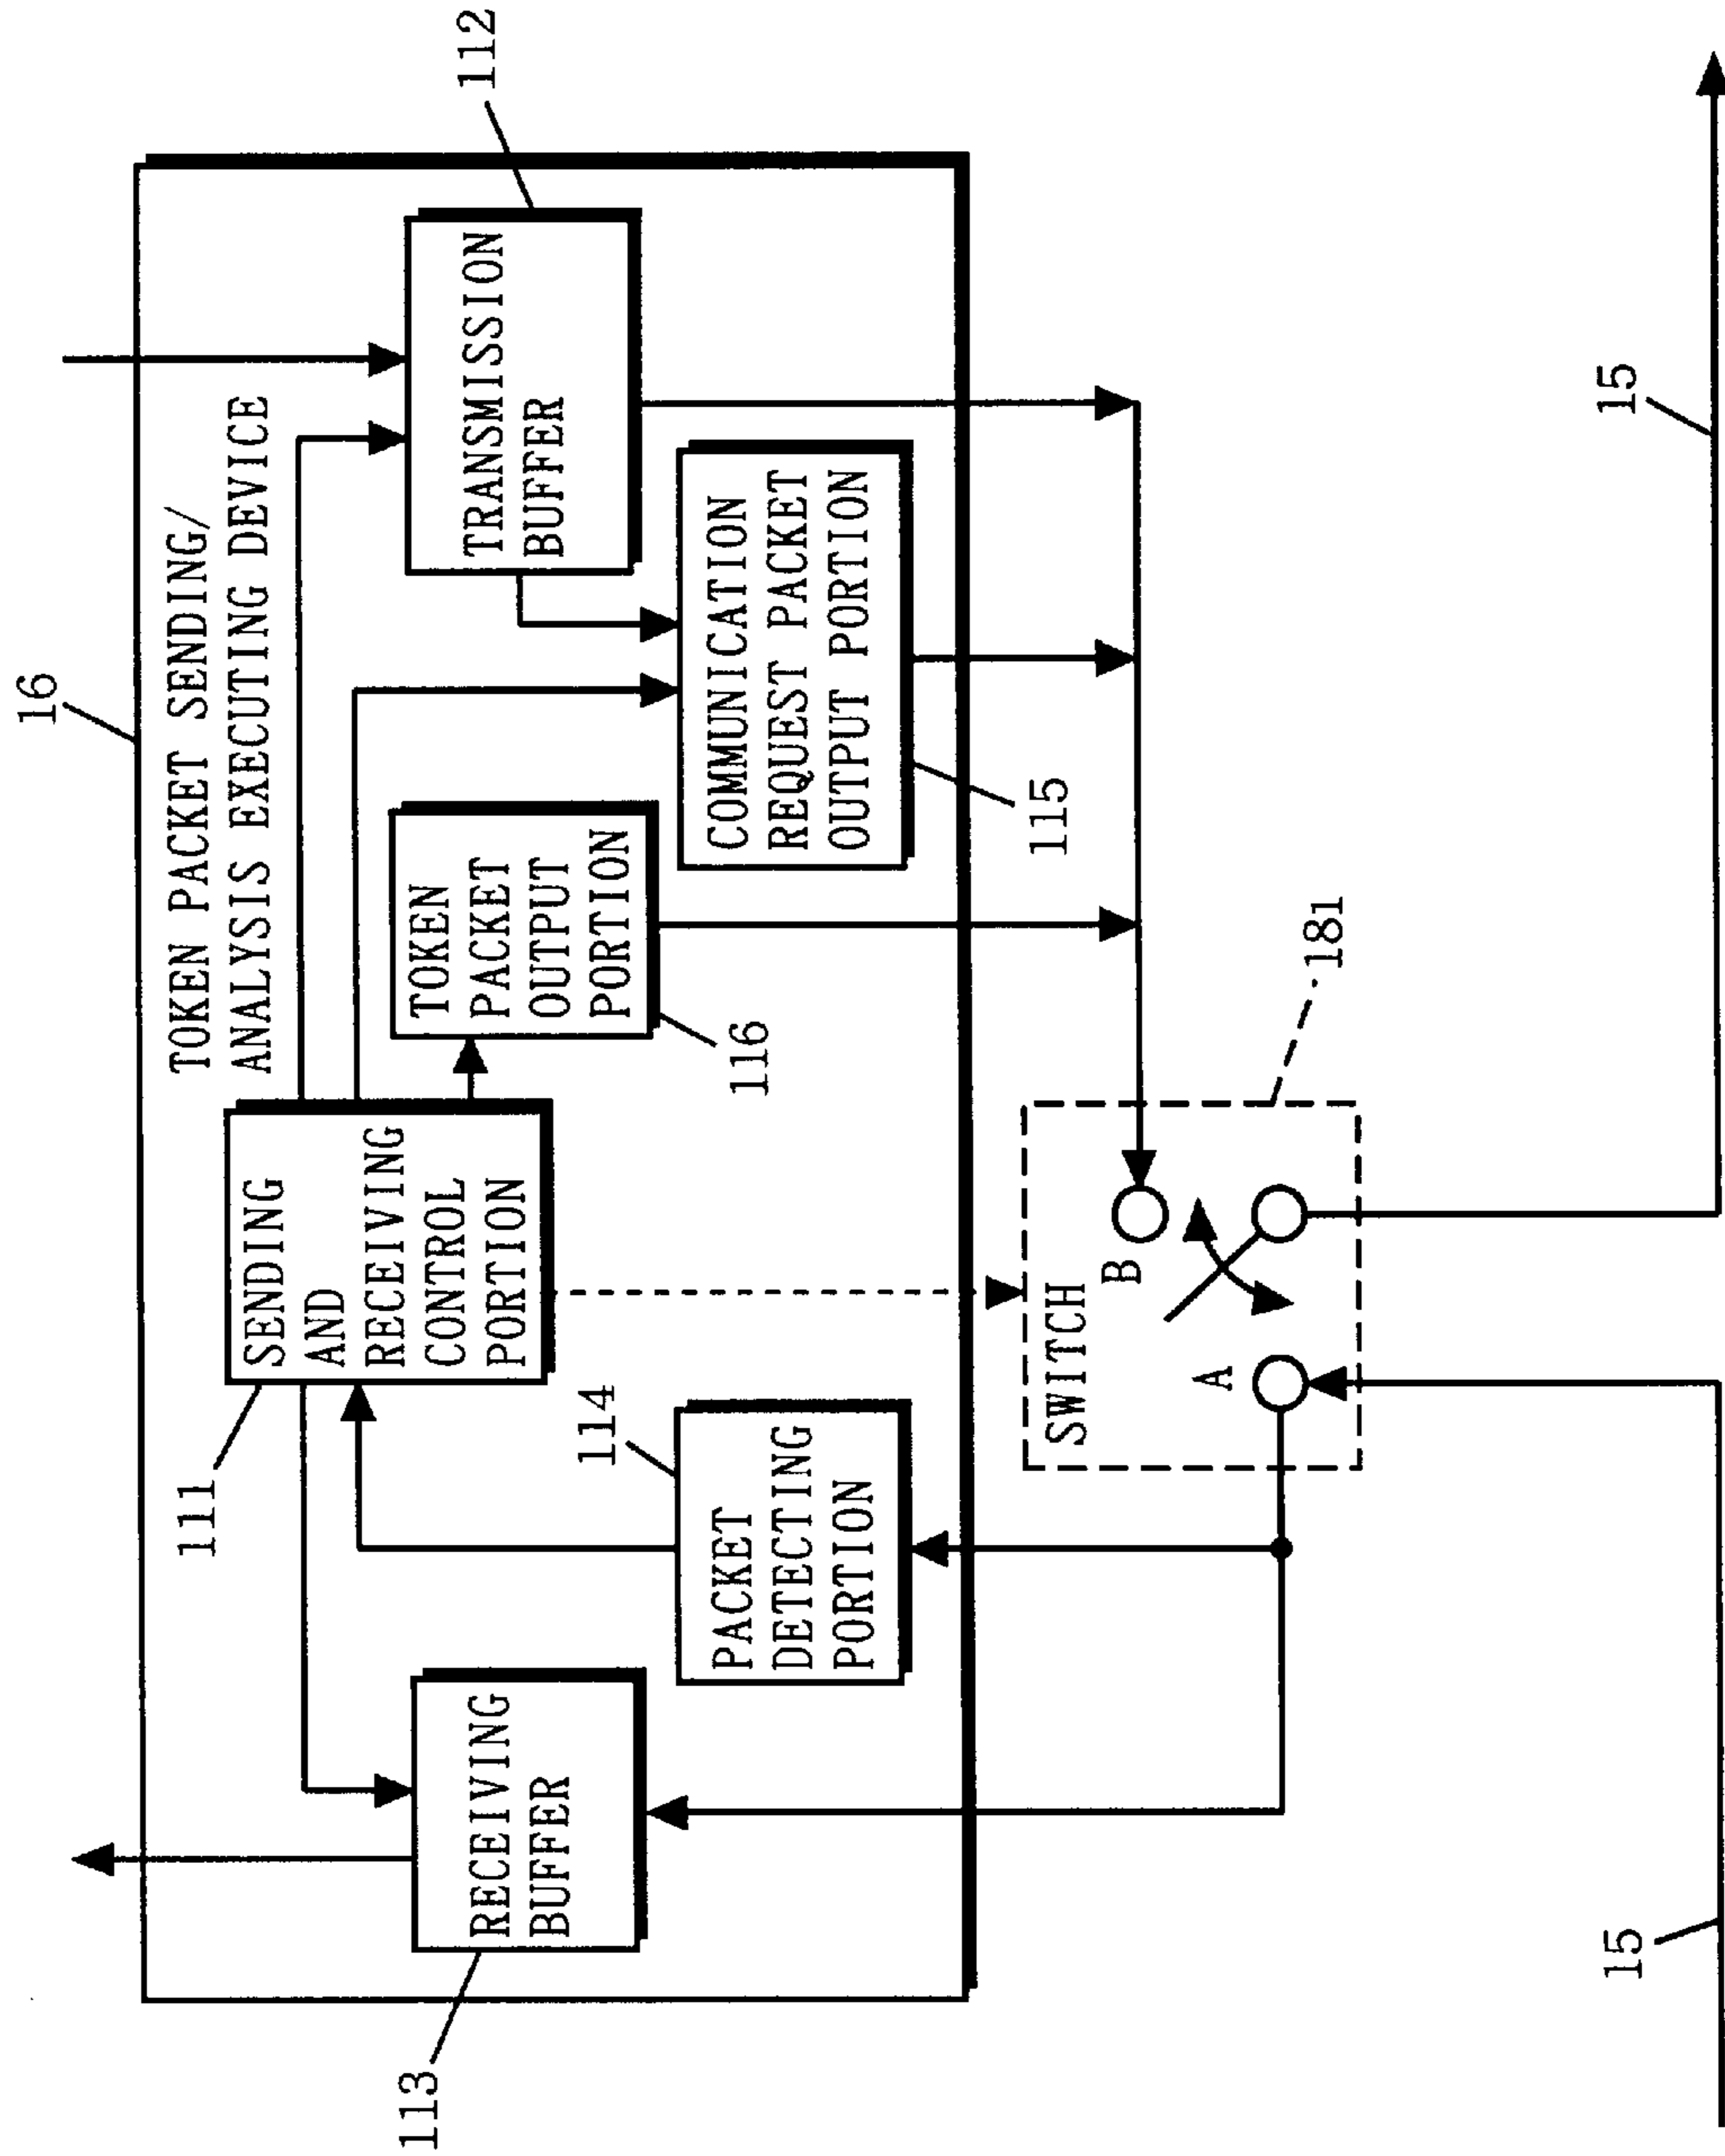 16
TOKEN PACKET SENDING/
ANALYSIS EXECUTING DEVICE
111
SENDING
AND
RECEIVING
CONTROL
PORTION
113
RECEIVING
BUFFER
114
PACKET
DETECTING
PORTION
TOKEN
PACKET
OUTPUT
PORTION
116
TRANSMISSION
BUFFER
112
COMMUNICATION
REQUEST PACKET
OUTPUT PORTION
115
SWITCH
A
B
181
15
15